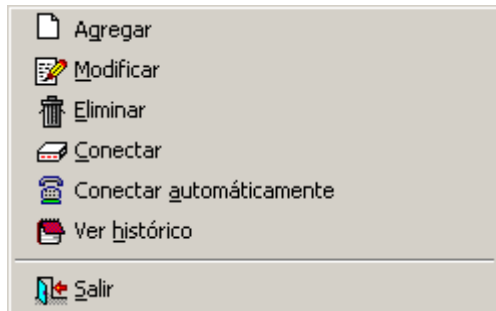 Agregar
Modificar
Eliminar
Conectar
Conectar automáticamente
Ver histórico
Salir